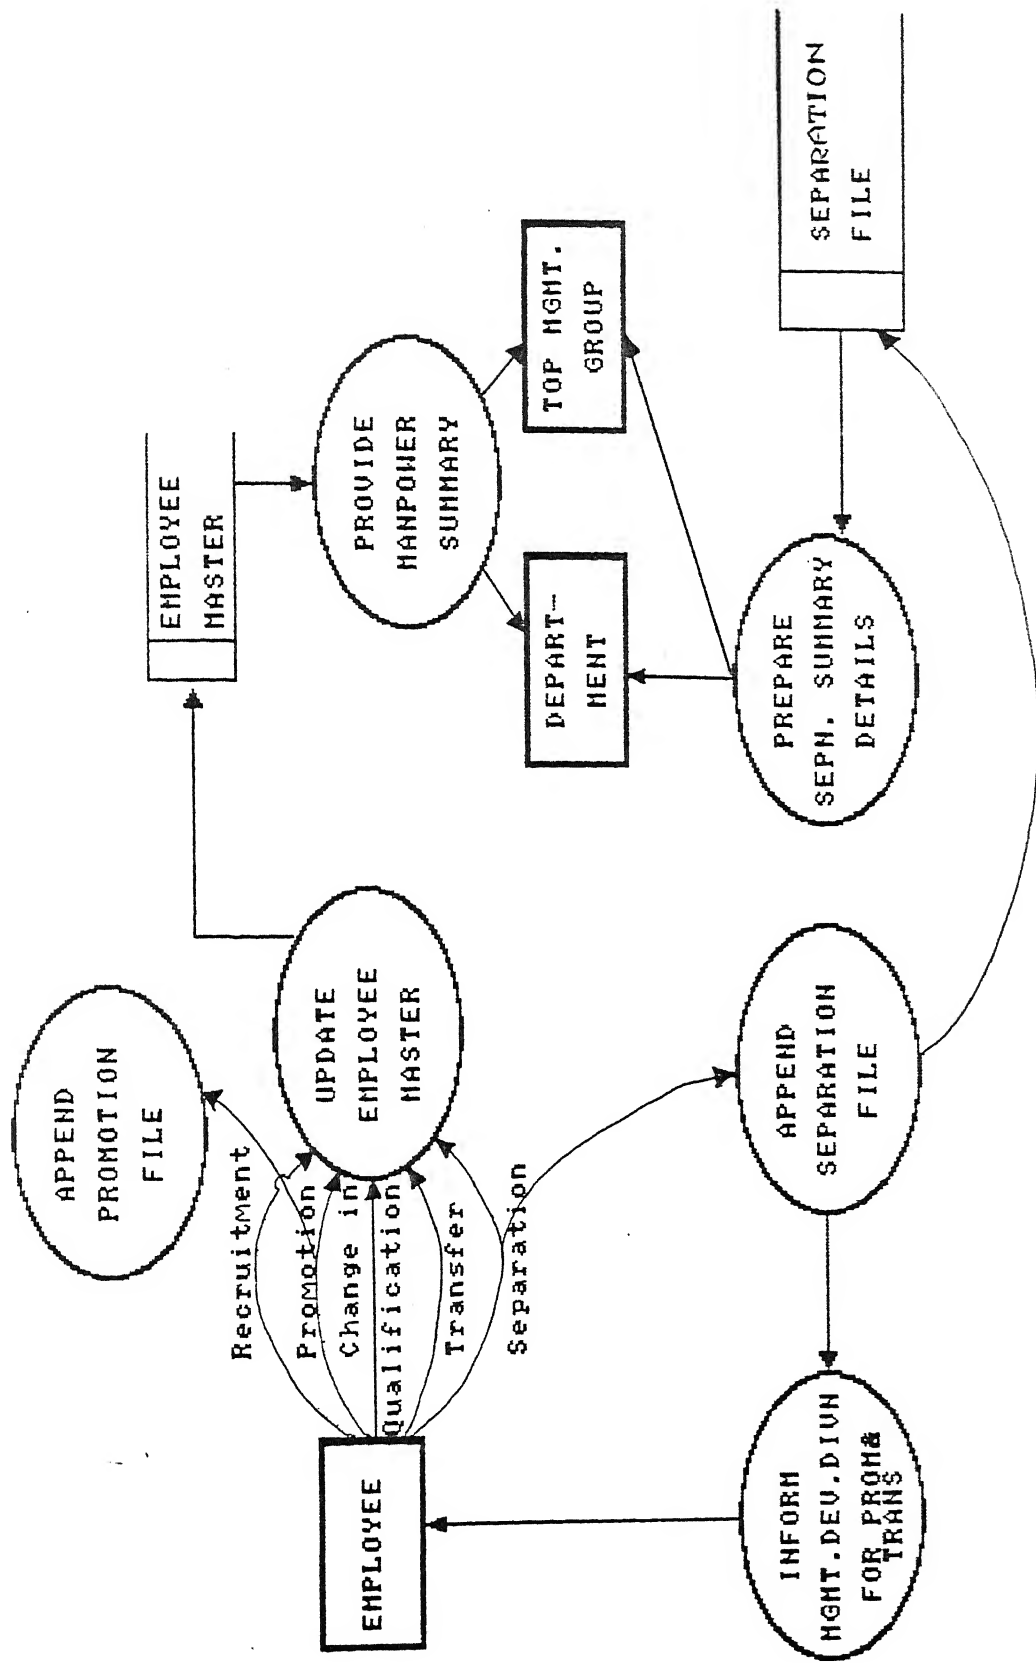 APPEND
PROMOTION
FILE
EMPLOYEE
MASTER
Recruitment
Promotion
Change in
Qualification
Transfer
Separation
EMPLOYEE
UPDATE
EMPLOYEE
MASTER
PROVIDE
MANPOWER
SUMMARY
DEPART-
MENT
TOP MGMT.
GROUP
INFORM
MGMT.DEV.DIVN
FOR PROM&
TRANS
APPEND
SEPARATION
FILE
PREPARE
SEPN. SUMMARY
DETAILS
SEPARATION
FILE